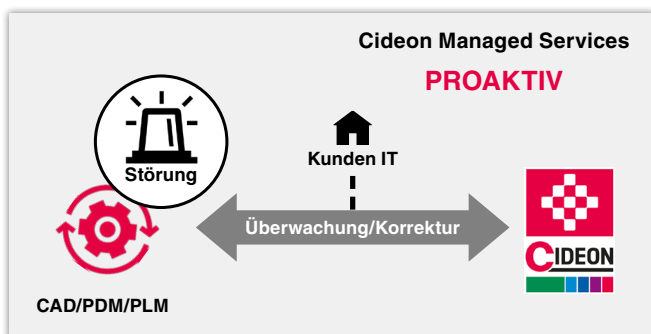 Cideon Managed Services
PROAKTIV
Störung
Kunden IT
Überwachung/Korrektur
CIDEON
CAD/PDM/PLM